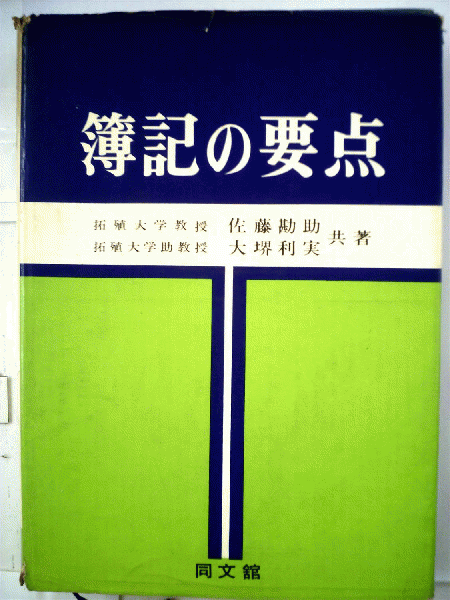 簿記の要点
拓殖大学教授 佐藤勘助
拓殖大学助教授 大堺利実 共著
同文舘